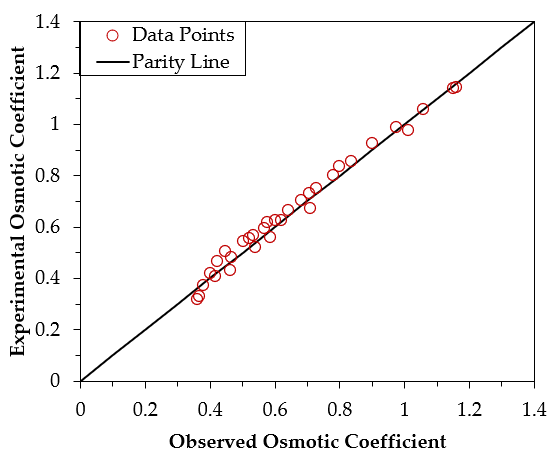 Data Points
Parity Line
Experimental Osmotic Coefficient
1.4
1.2
1
0.8
0.6
0.4
0.2
0
0 0.2 0.4 0.6 0.8 1 1.2 1.4
Observed Osmotic Coefficient